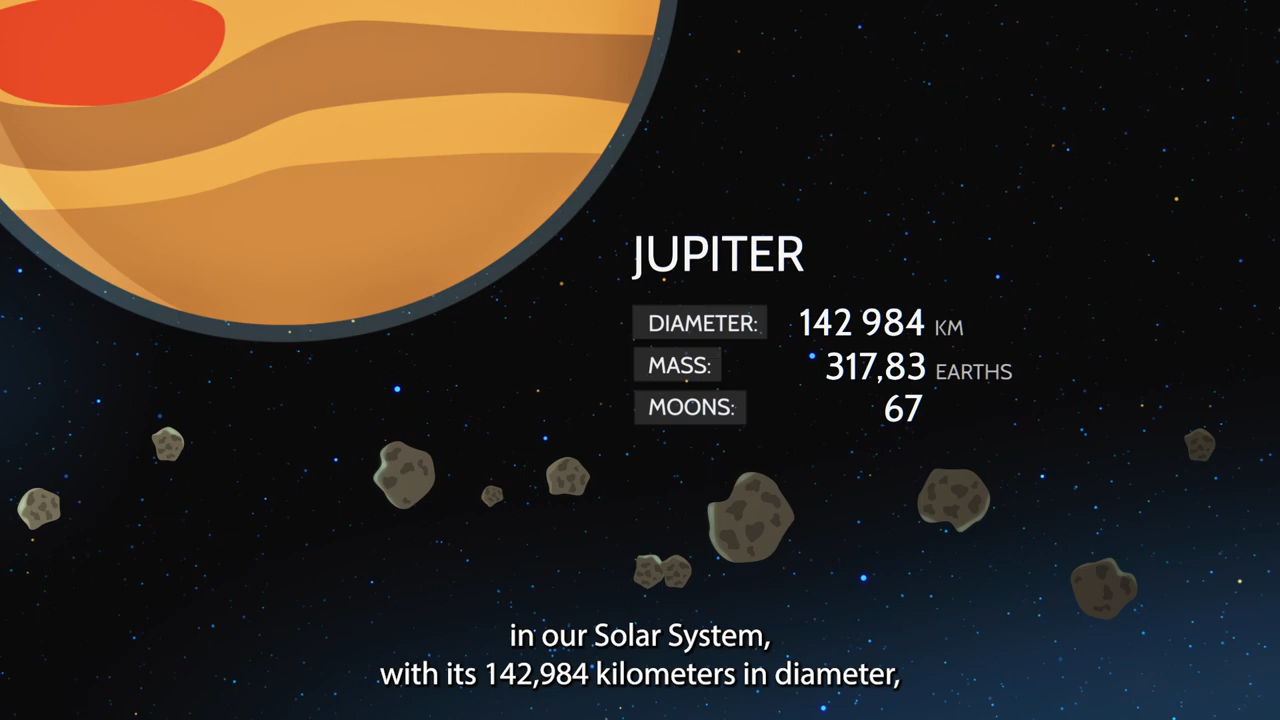 JUPITER
DIAMETER: 142 984 KM
MASS: 317,83 EARTHS
MOONS: 67
in our Solar System,
with its 142,984 kilometers in diameter,